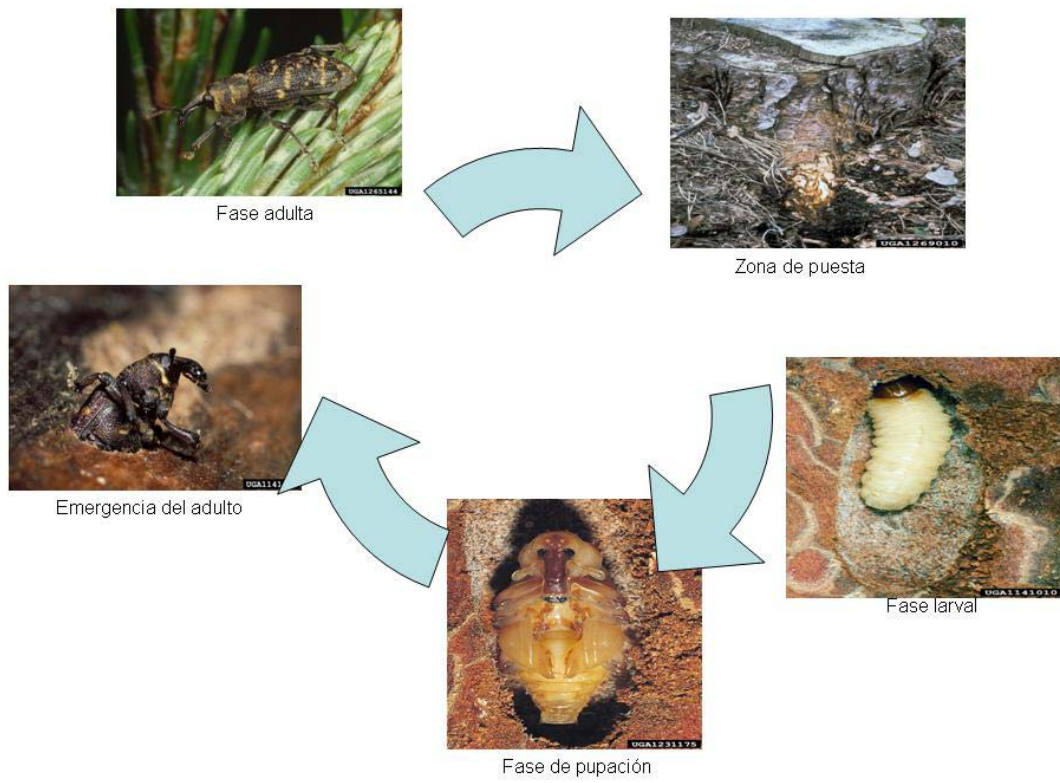 UGA1265144
Fase adulta
UGA1269010
Zona de puesta
UGA1141010
Fase larval
UGA1231175
Fase de pupación
Emergencia del adulto